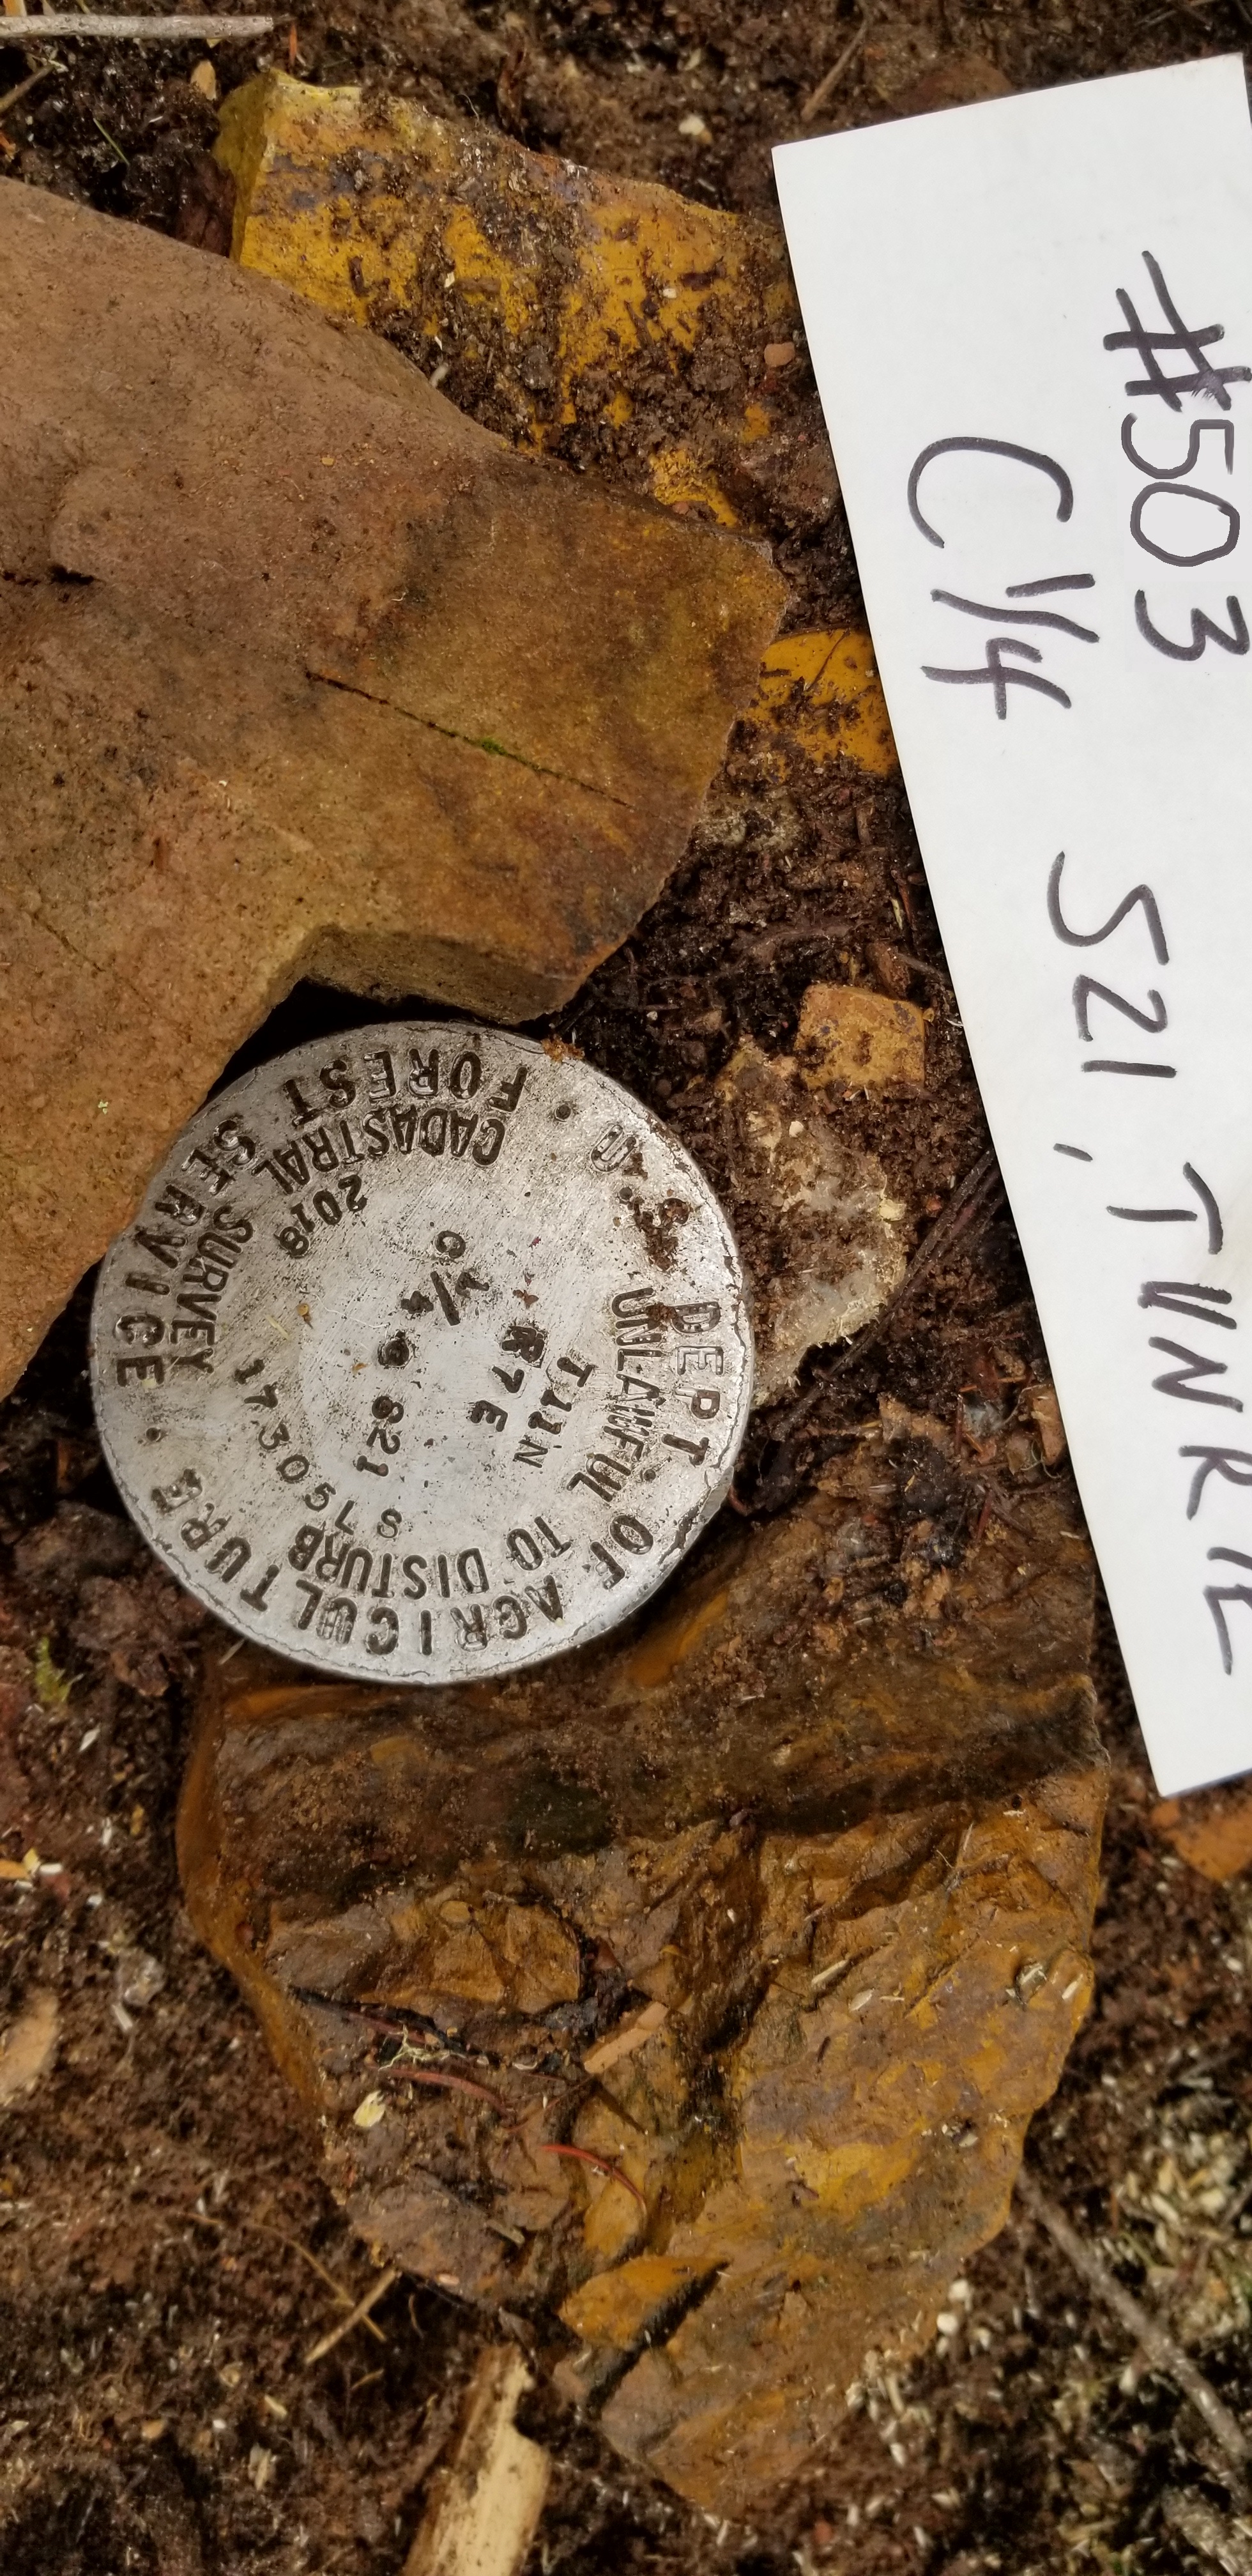 #503
C1/4 S21, T11N R7E
U.S. DEPT OF AGRICULTURE
UNLAWFUL TO DISTURB
T11N
R7E
C 1/4
S21
2018
17305LS
CADASTRAL SURVEY
FOREST SERVICE